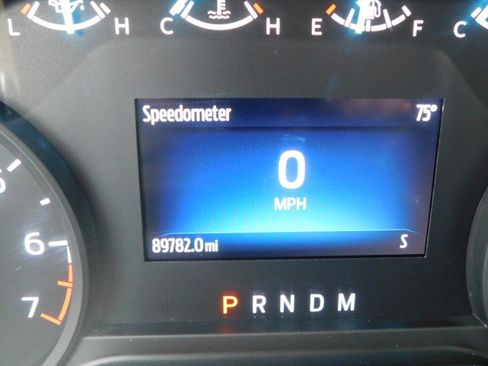 L H C H E F C
Speedometer 75°
0
MPH
89782.0 mi S
6
7
P R N D M